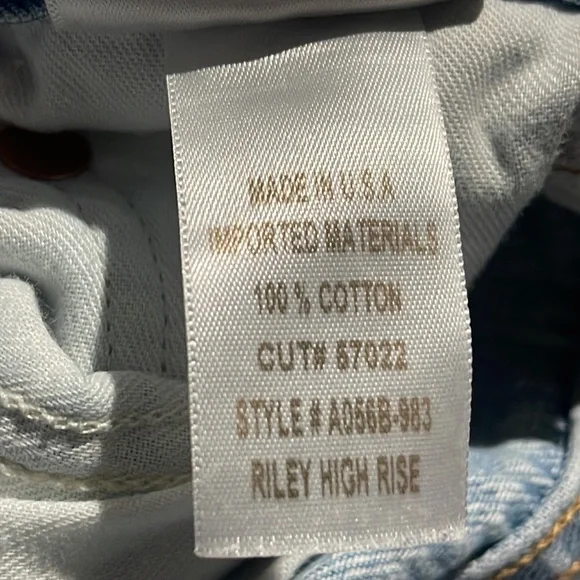 MADE IN U.S.A
IMPORTED MATERIALS
100 % COTTON
CUT# 57022
STYLE # A056B-983
RILEY HIGH RISE